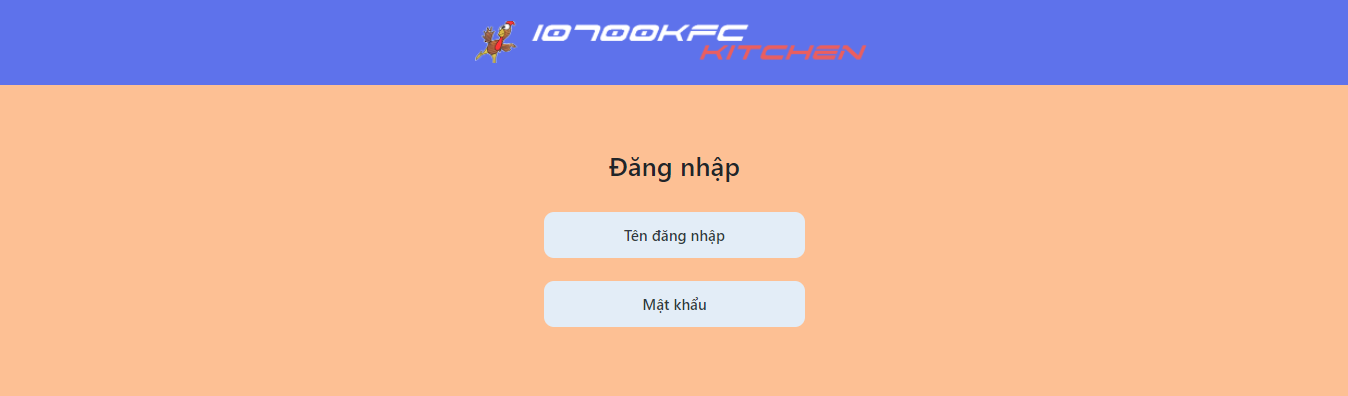 10700KFC
KITCHEN
Đăng nhập
Tên đăng nhập
Mật khẩu